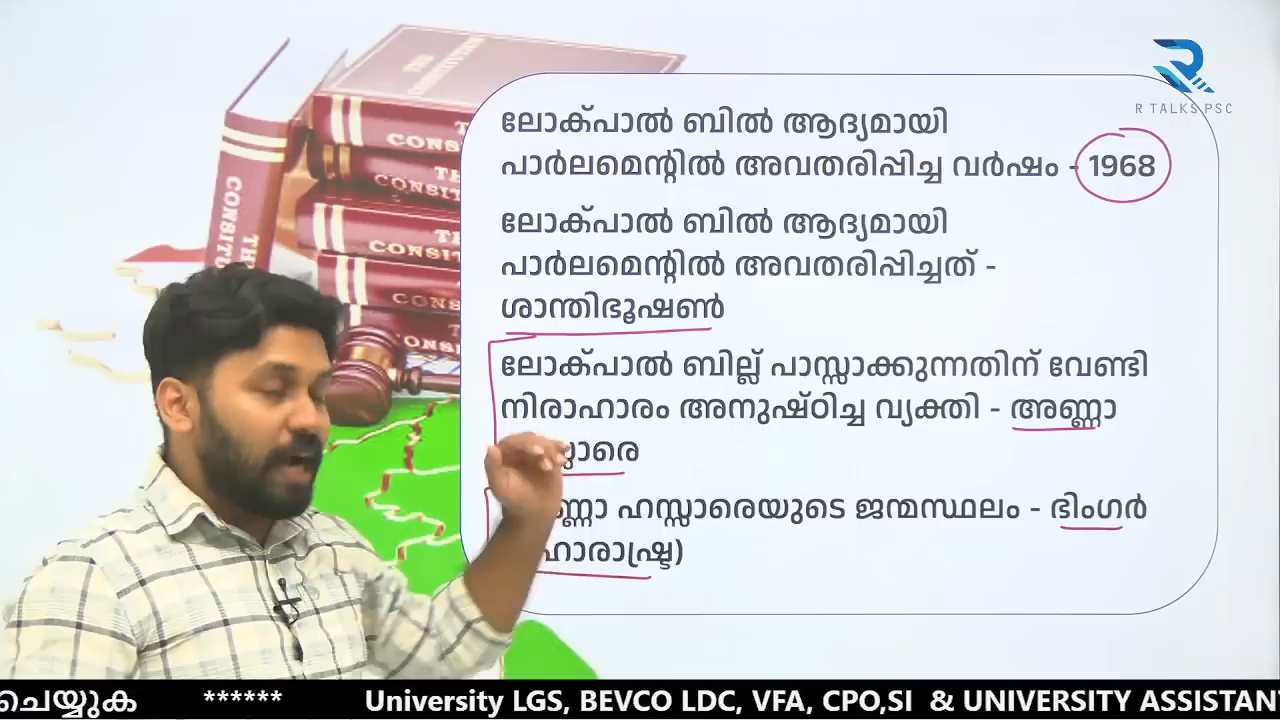 R TALKS PSC
ലോക്പാൽ ബിൽ ആദ്യമായി
പാർലമെന്റിൽ അവതരിപ്പിച്ച വർഷം - 1968
ലോക്പാൽ ബിൽ ആദ്യമായി
പാർലമെന്റിൽ അവതരിപ്പിച്ചത് -
ശാന്തിഭൂഷൺ
ലോക്പാൽ ബില്ല് പാസ്സാക്കുന്നതിന് വേണ്ടി
നിരാഹാരം അനുഷ്ഠിച്ച വ്യക്തി - അണ്ണാ
ഹസ്സാരെയുടെ ജന്മസ്ഥലം - ഭിംഗർ
ചെയ്യുക ****** University LGS, BEVCO LDC, VFA, CPO,SI & UNIVERSITY ASSISTANT